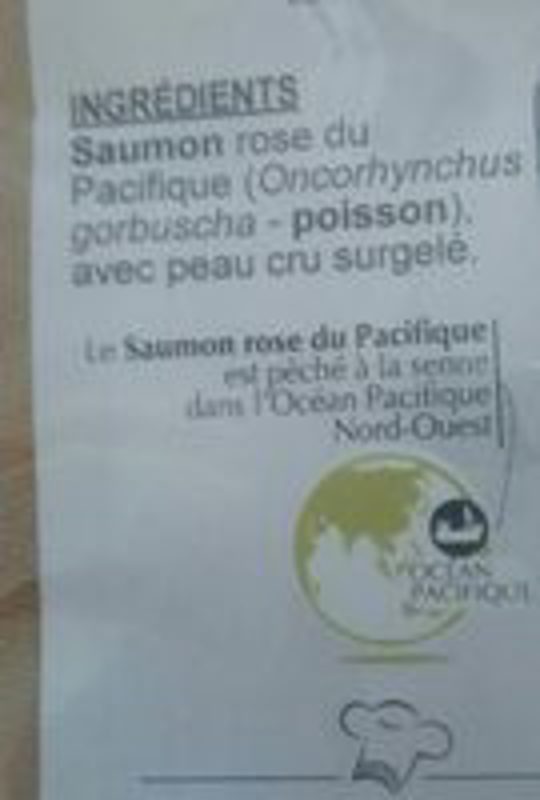 INGRÉDIENTS
Saumon rose du
Pacifique (Oncorhynchus
gorbuscha - poisson),
avec peau cru surgelé.
Le Saumon rose du Pacifique
est pêché à la senne
dans l'Océan Pacifique
Nord-Ouest
OCÉAN
PACIFIQUE